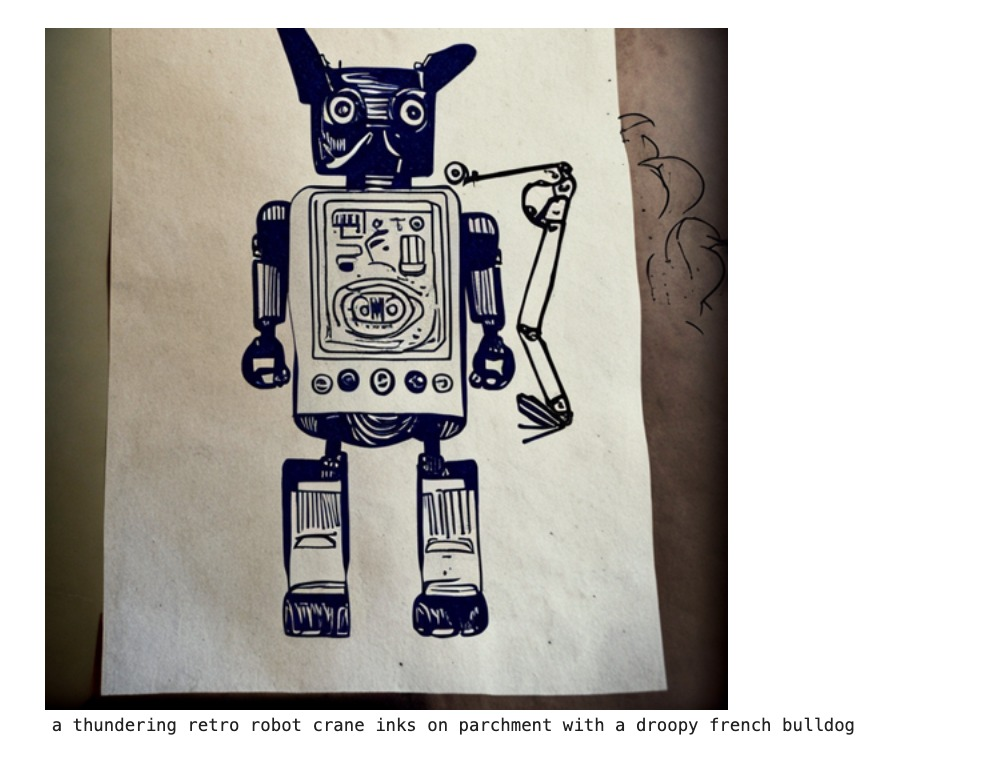 a thundering retro robot crane inks on parchment with a droopy french bulldog